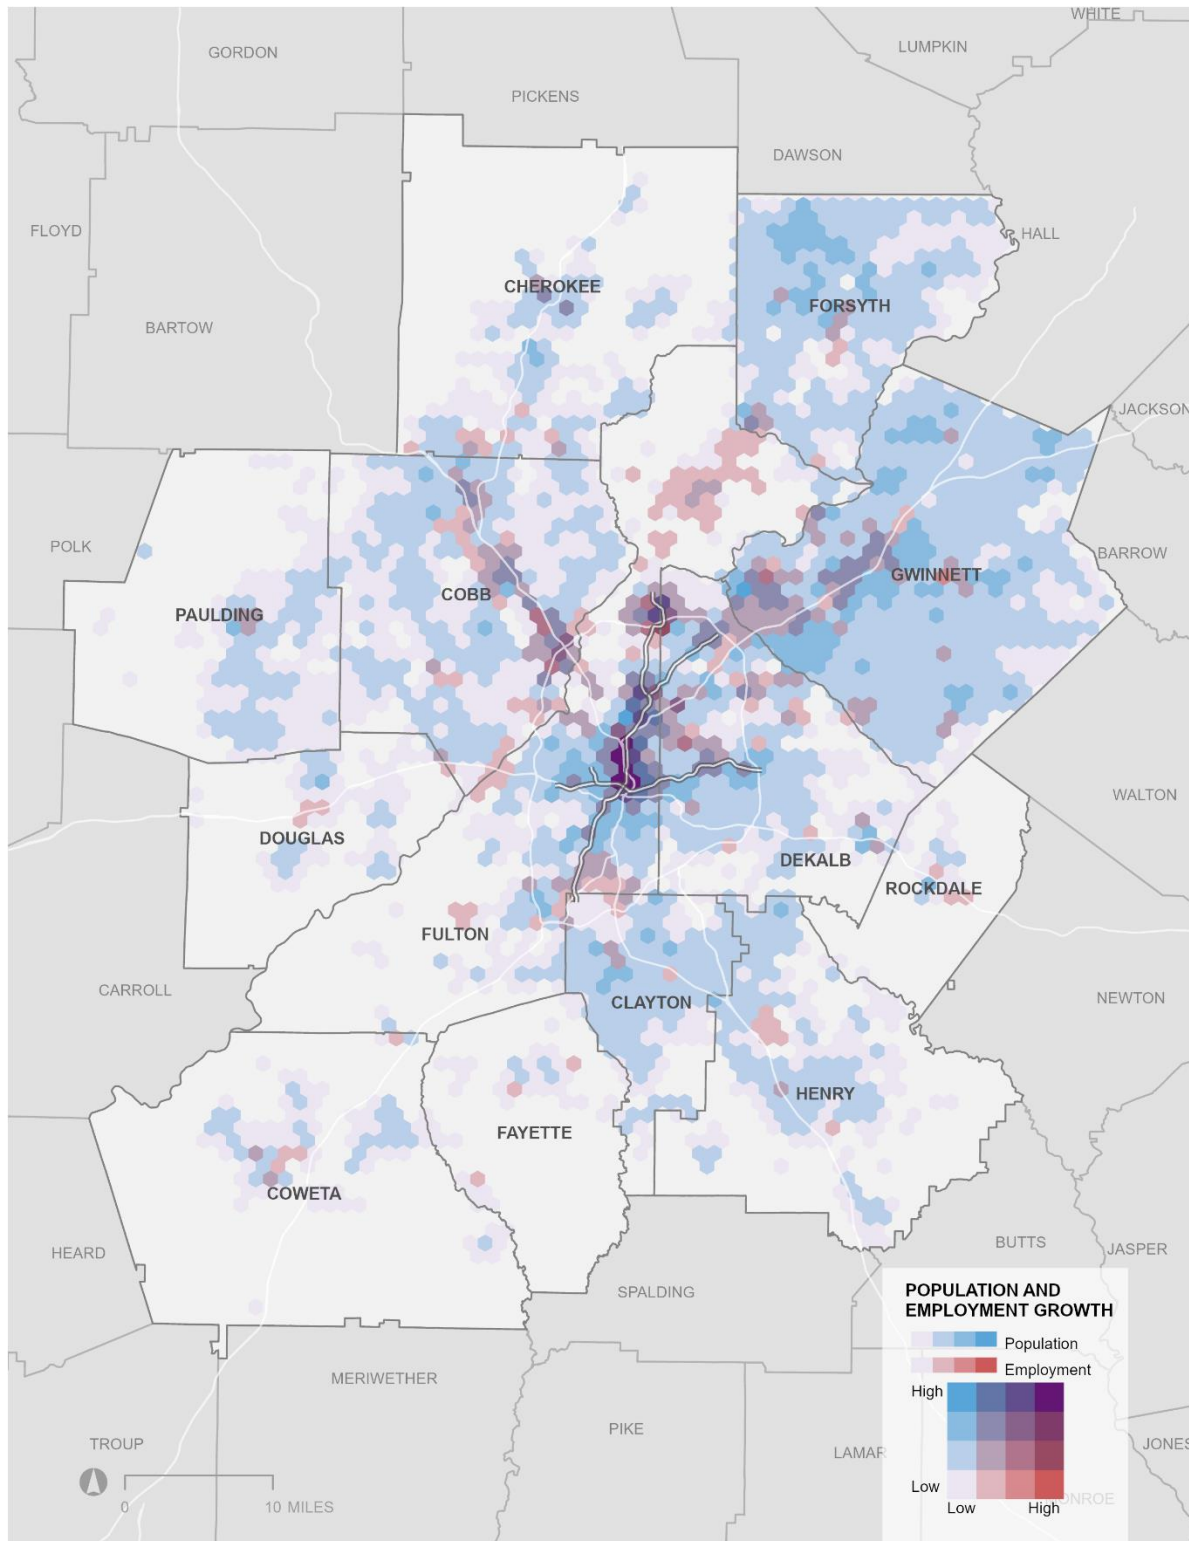 WHITE
LUMPKIN
GORDON
PICKENS
DAWSON
FLOYD
HALL
CHEROKEE
FORSYTH
BARTOW
JACKSON
POLK
BARROW
GWINNETT
COBB
PAULDING
WALTON
DOUGLAS
DEKALB
ROCKDALE
FULTON
CARROLL
NEWTON
CLAYTON
HENRY
FAYETTE
COWETA
BUTTS
JASPER
HEARD
SPALDING
POPULATION AND
EMPLOYMENT GROWTH
Population
Employment
High
Low
Low
High
MERIWETHER
PIKE
LAMAR
JONES
TROUP
0
10 MILES